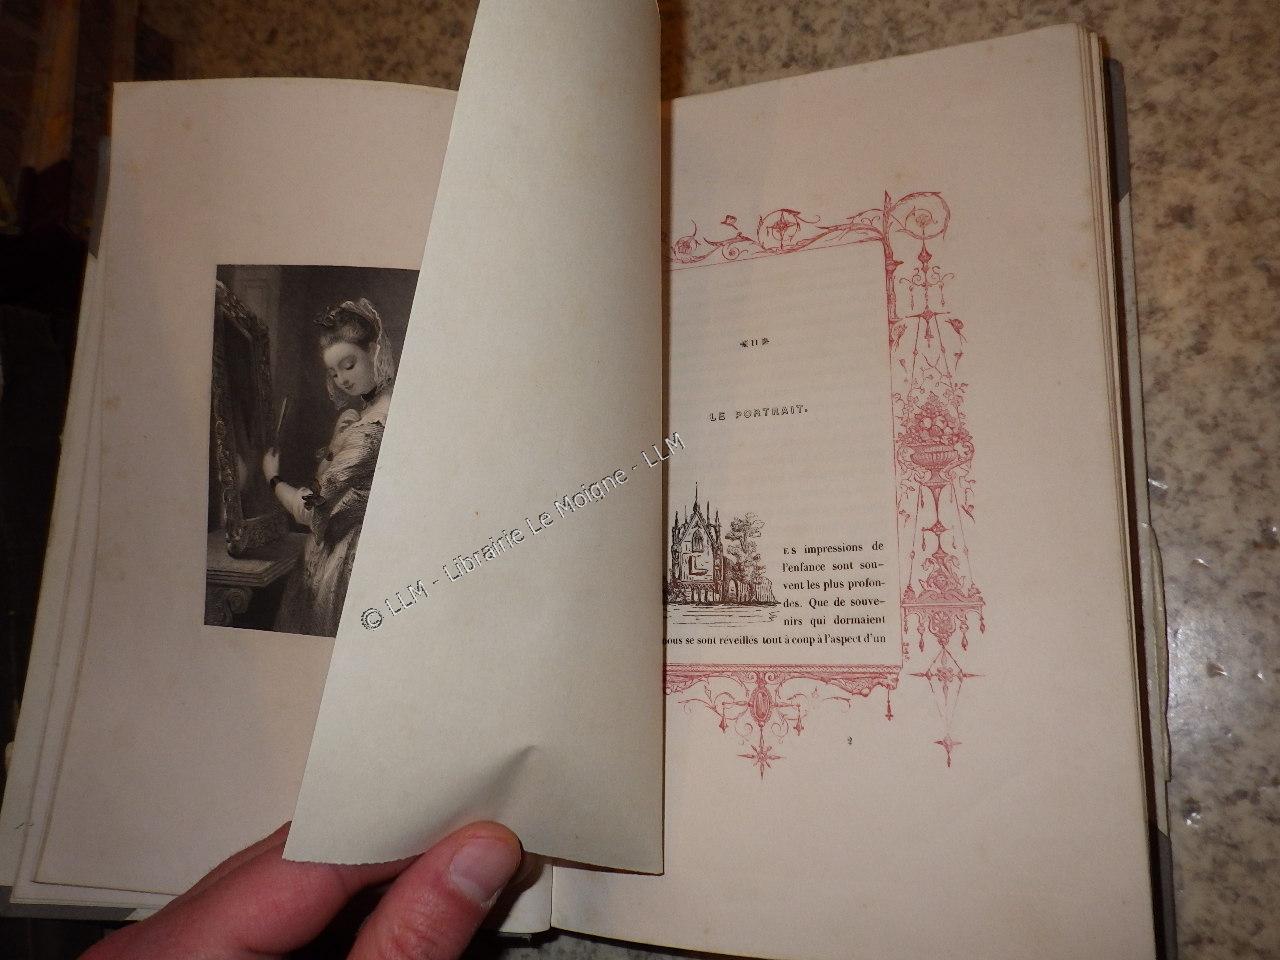 II
LE PORTRAIT.
ES impressions de
l'enfance sont sou-
vent les plus profon-
des. Que de souve-
nirs qui dormaient
se sont réveillés tout à coup à l'aspect d'un
2
© LLM - Librairie Le Moigne - LLM